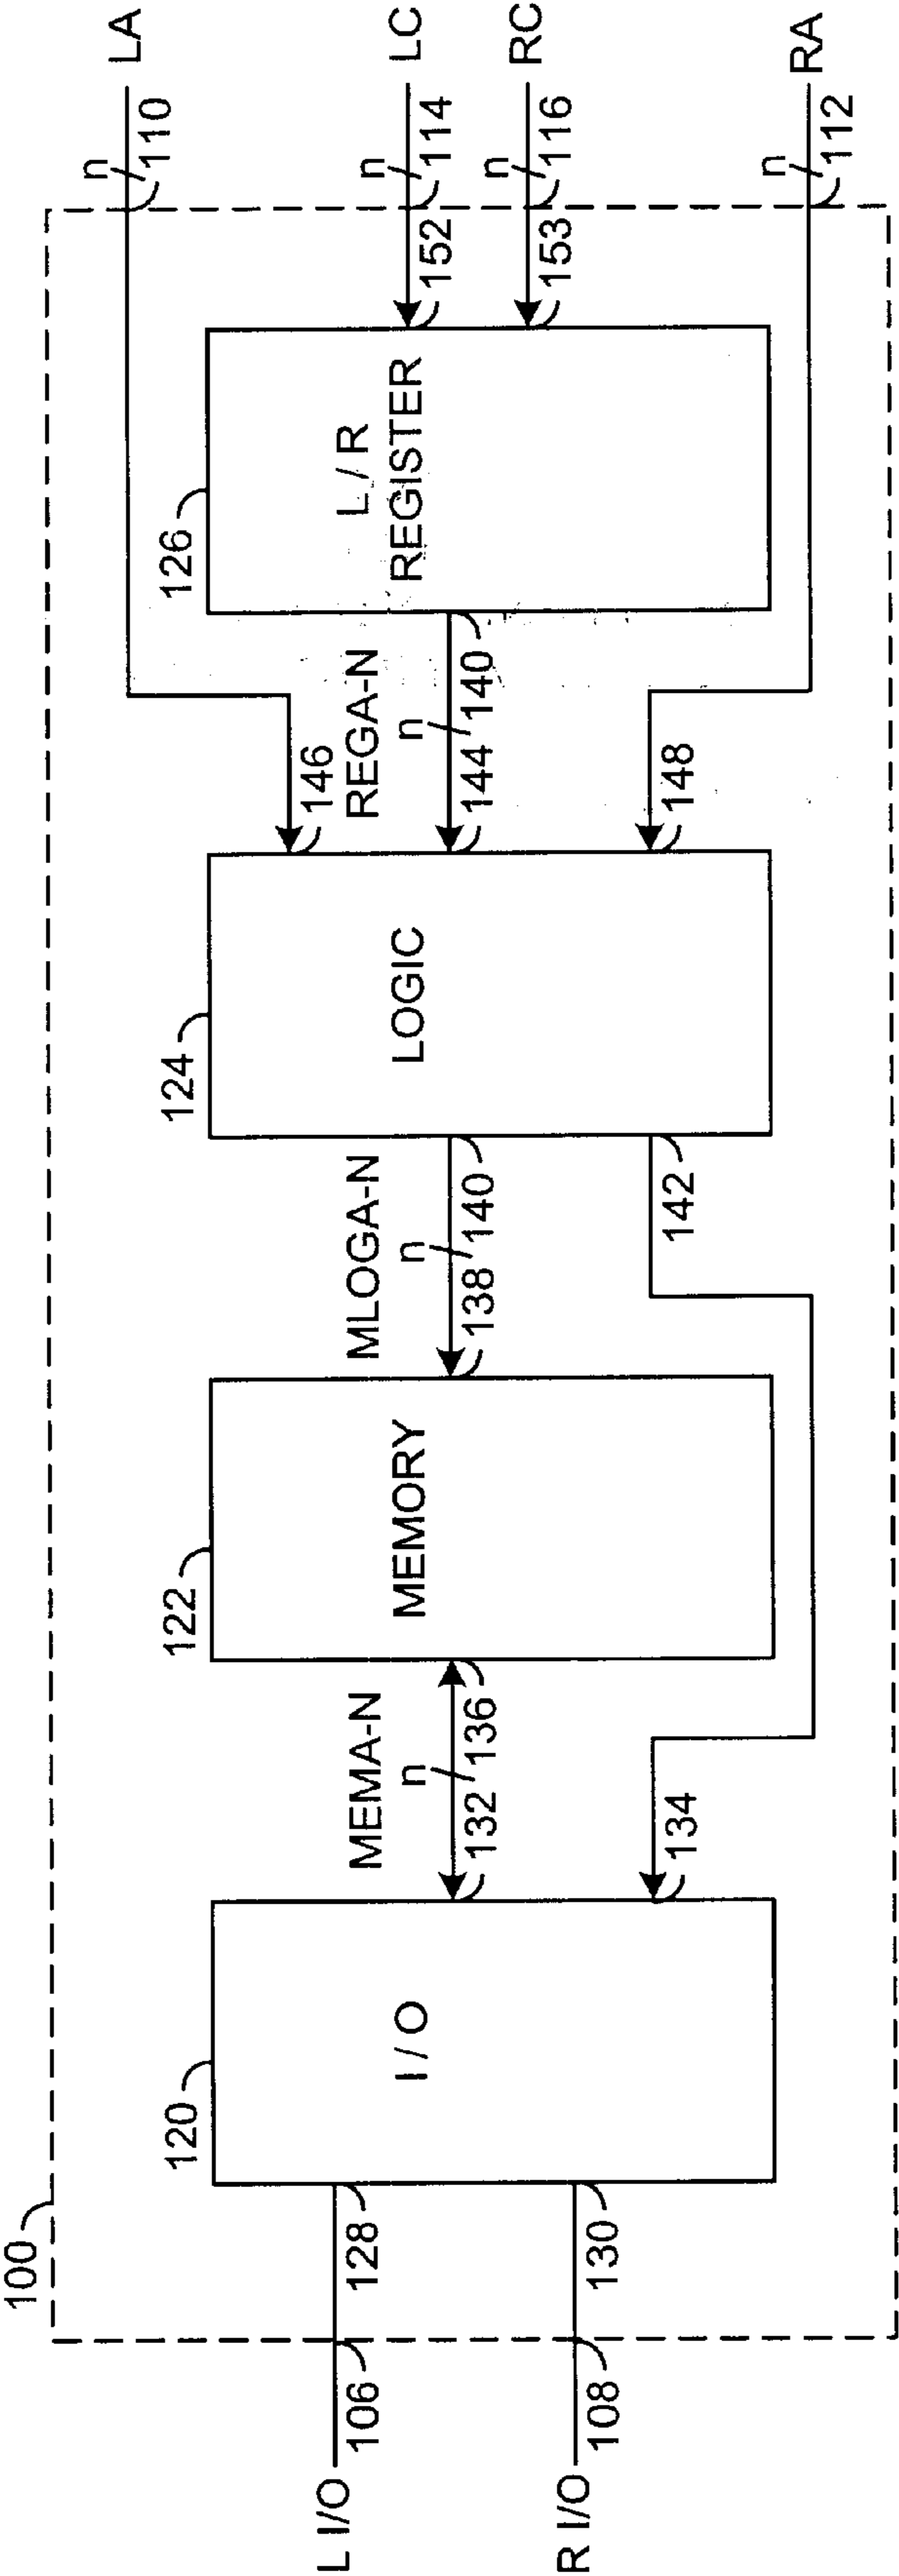 100
LA
n
110
LC
n
114
152
RC
n
116
153
RA
n
112
126
L / R
REGISTER
REGA-N
n
140
144
146
148
124
LOGIC
MLOGA-N
n
140
138
142
122
MEMORY
MEMA-N
n
136
132
134
120
I / O
128
130
106
108
L I/O
R I/O